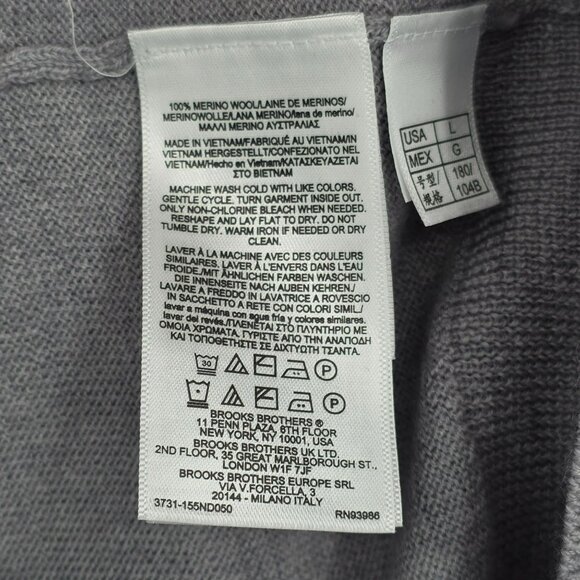 100% MERINO WOOL/LAINE DE MERINOS/
MERINOWOLLE/LANA MERINO/lana de merino/
ΜΑΛΛΙ ΜΕΡΙΝΟ ΑΥΣΤΡΑΛΙΑΣ
MADE IN VIETNAM/FABRIQUÉ AU VIETNAM/IN
VIETNAM HERGESTELLT/CONFEZIONATO NEL
VIETNAM/Hecho en Vietnam/ΚΑΤΑΣΚΕΥΑΖΕΤΑΙ
ΣΤΟ ΒΙΕΤΝΑΜ
MACHINE WASH COLD WITH LIKE COLORS.
GENTLE CYCLE. TURN GARMENT INSIDE OUT.
ONLY NON-CHLORINE BLEACH WHEN NEEDED.
RESHAPE AND LAY FLAT TO DRY. DO NOT
TUMBLE DRY. WARM IRON IF NEEDED OR DRY
CLEAN.
LAVER À LA MACHINE AVEC DES COULEURS
SIMILAIRES. LAVER À L'ENVERS DANS L'EAU
FROIDE./MIT ÄHNLICHEN FARBEN WASCHEN.
DIE INNENSEITE NACH AUßEN KEHREN./
LAVARE A FREDDO IN LAVATRICE A ROVESCIO
IN SACCHETTO A RETE CON COLORI SIMILI./
lavar a máquina con agua fría y colores similares.
lavar del revés./ΠΛΕΝΕΤΑΙ ΣΤΟ ΠΛΥΝΤΗΡΙΟ ΜΕ
ΟΜΟΙΑ ΧΡΩΜΑΤΑ. ΓΥΡΙΣΤΕ ΑΠΟ ΤΗΝ ΑΝΑΠΟΔΗ
ΚΑΙ ΤΟΠΟΘΕΤΗΣΤΕ ΣΕ ΔΙΧΤΥΩΤΗ ΤΣΑΝΤΑ.
30 P
P
BROOKS BROTHERS ®
11 PENN PLAZA, 6TH FLOOR
NEW YORK, NY 10001, USA
BROOKS BROTHERS UK LTD.
2ND FLOOR, 35 GREAT MARLBOROUGH ST.,
LONDON W1F 7JF
BROOKS BROTHERS EUROPE SRL
VIA V.FORCELLA, 3
20144 - MILANO ITALY
3731-155ND050 RN93986
USA L
MEX G
号型/ 180/
规格 104B